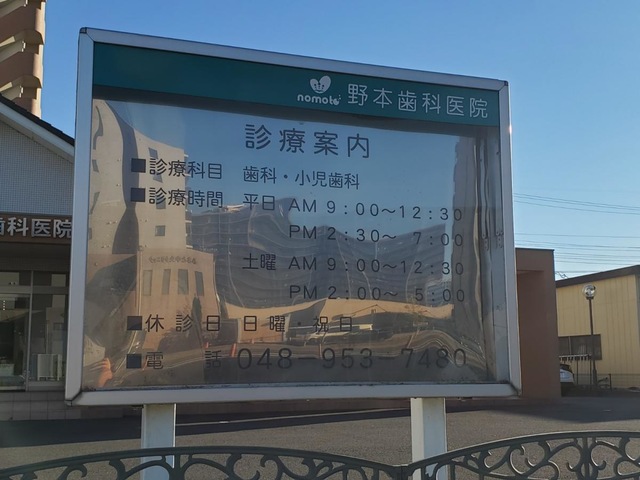 nomoto 野本歯科医院
診療案内
■診療科目 歯科・小児歯科
■診療時間 平日 AM 9:00~12:30
PM 2:30~ 7:00
土曜 AM 9:00~12:30
PM 2:00~ 5:00
■休診日 日曜・祝日
■電 話 048-953-7480
歯科医院